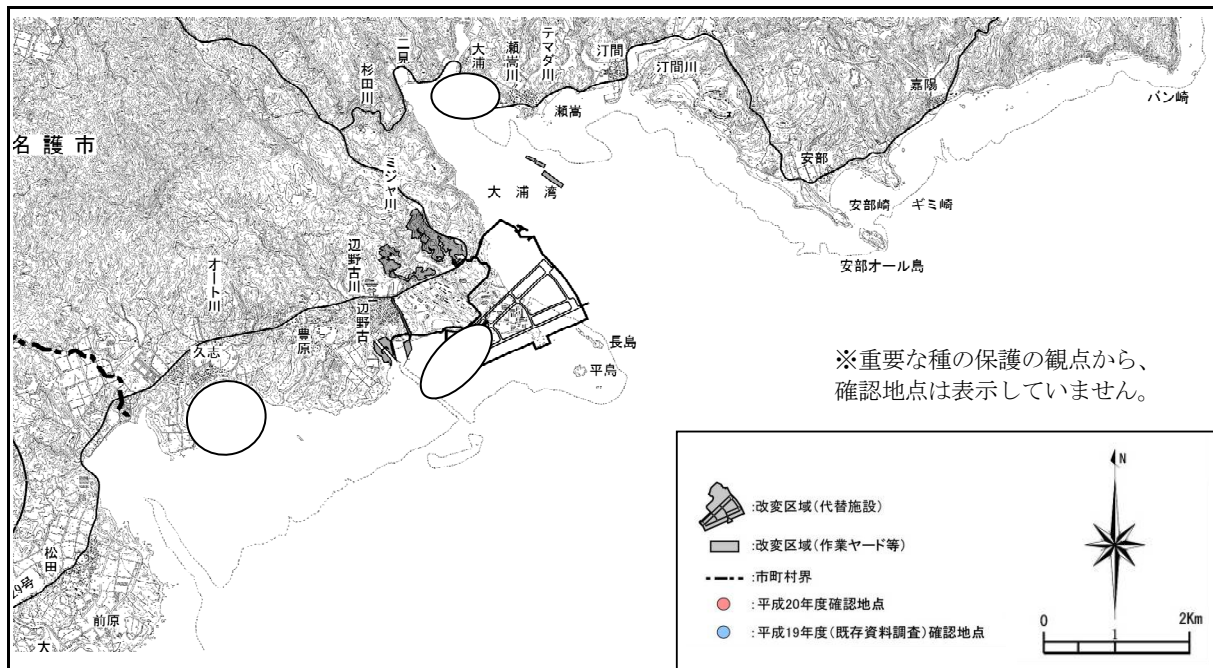 二見
大浦
瀬嵩川
テマダ川
汀間
汀間川
杉田川
嘉陽
バン崎
瀬嵩
名護市
ミジャ川
大浦湾
安部
安部崎
ギミ崎
安部オール島
辺野古川
オート川
辺野古
豊原
久志
長島
平島
※重要な種の保護の観点から、
確認地点は表示していません。
松田
29号
前原
大
:改変区域(代替施設)
:改変区域(作業ヤード等)
:市町村界
:平成20年度確認地点
:平成19年度(既存資料調査)確認地点
N
0
1
2Km